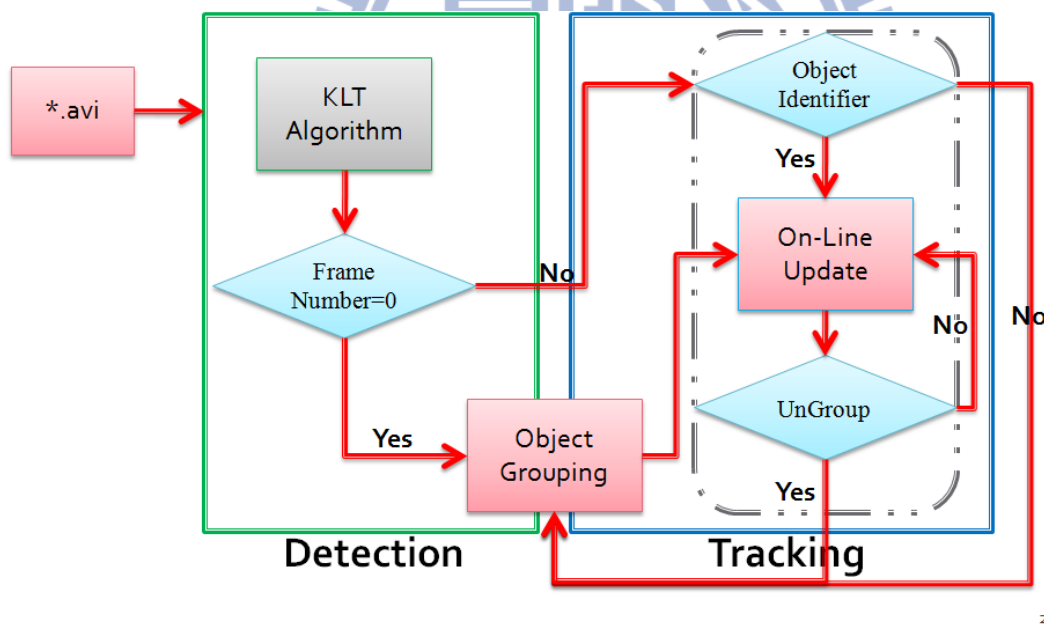 *.avi
KLT
Algorithm
Frame
Number=0
No
Yes
Object
Grouping
Object
Identifier
Yes
On-Line
Update
No
No
UnGroup
Yes
Detection
Tracking